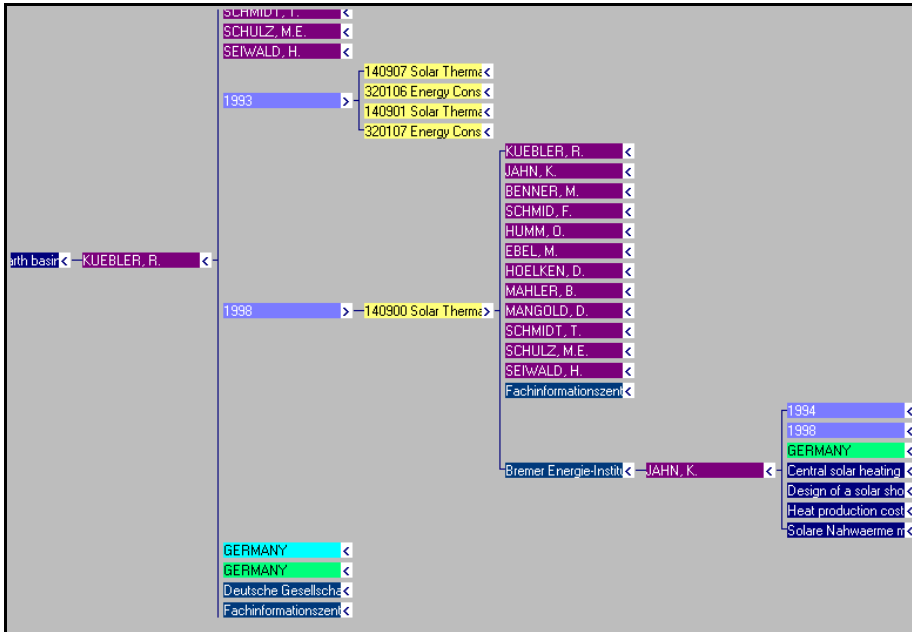 SCHMIDT, T.
SCHULZ, M.E.
SEIWALD, H.
1993
140907 Solar Therma
320106 Energy Cons
140901 Solar Therma
320107 Energy Cons
arth basin
KUEBLER, R.
1998
140900 Solar Therma
KUEBLER, R.
JAHN, K.
BENNER, M.
SCHMID, F.
HUMM, O.
EBEL, M.
HOELKEN, D.
MAHLER, B.
MANGOLD, D.
SCHMIDT, T.
SCHULZ, M.E.
SEIWALD, H.
Fachinformationszent
Bremer Energie-Institu
JAHN, K.
1994
1998
GERMANY
Central solar heating
Design of a solar sho
Heat production cost
Solare Nahwaerme m
GERMANY
GERMANY
Deutsche Gesellscha
Fachinformationszent